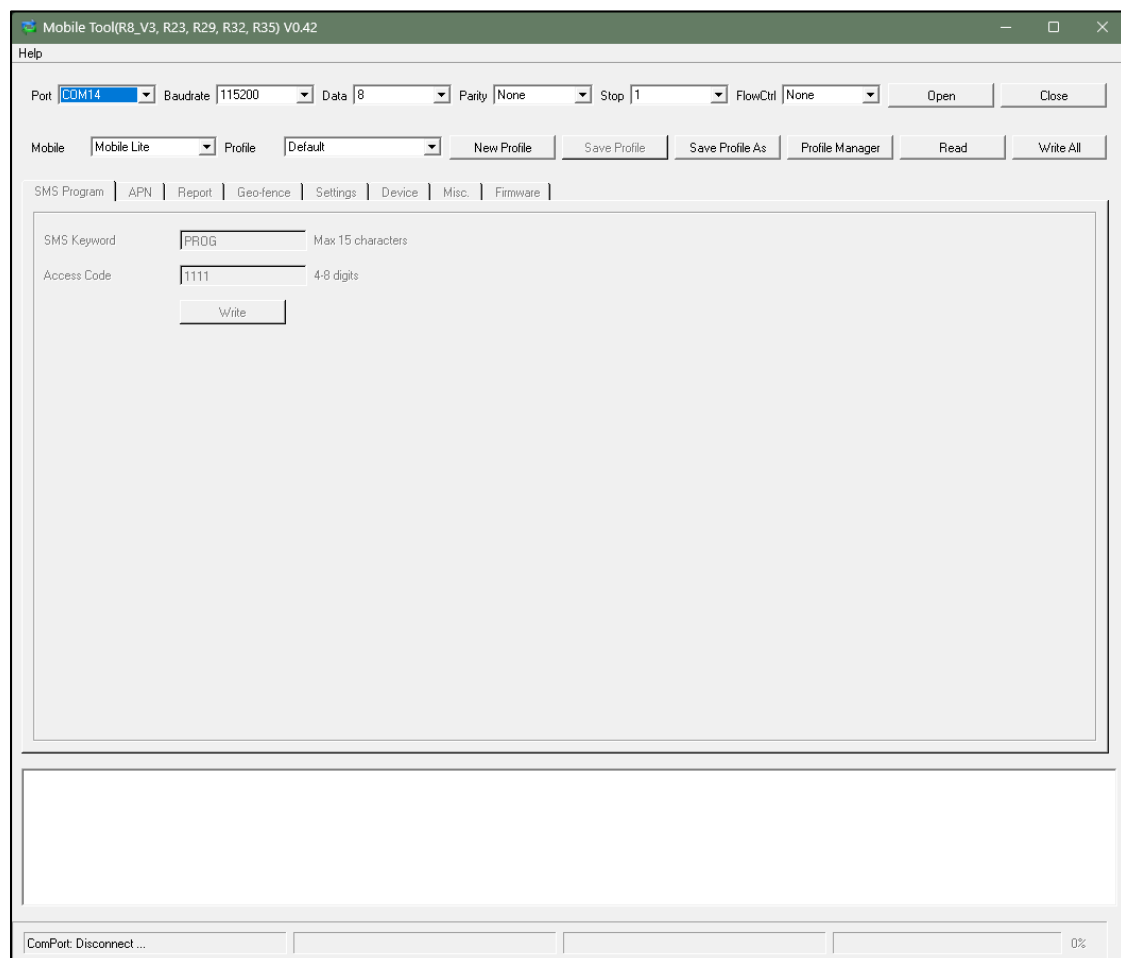 Mobile Tool(R8_V3, R23, R29, R32, R35) V0.42
Help
Port COM14 Baudrate 115200 Data 8 Parity None Stop 1 FlowCtrl None Open Close
Mobile Mobile Lite Profile Default New Profile Save Profile Save Profile As Profile Manager Read Write All
SMS Program APN Report Geo-fence Settings Device Misc. Firmware
SMS Keyword PROG Max 15 characters
Access Code 1111 4-8 digits
Write
ComPort: Disconnect ... 0%